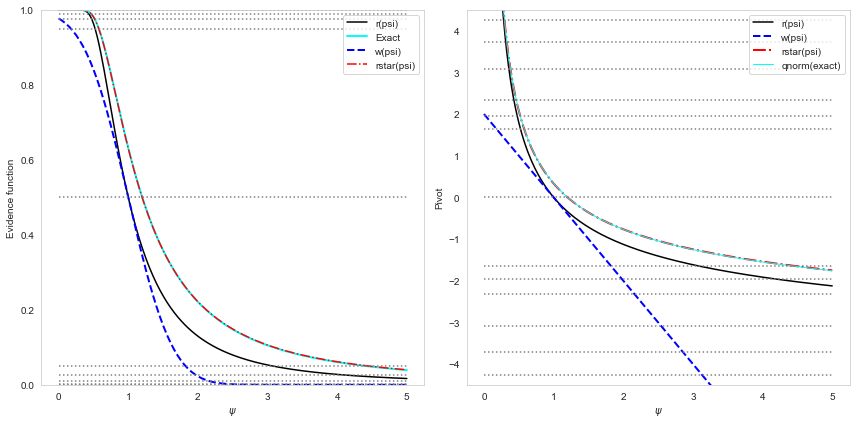 1.0
0.8
0.6
0.4
0.2
0.0
Evidence function
0
1
2
3
4
5
ψ
r(psi)
Exact
w(psi)
rstar(psi)
4
3
2
1
0
−1
−2
−3
−4
Pivot
0
1
2
3
4
5
ψ
r(psi)
w(psi)
rstar(psi)
qnorm(exact)